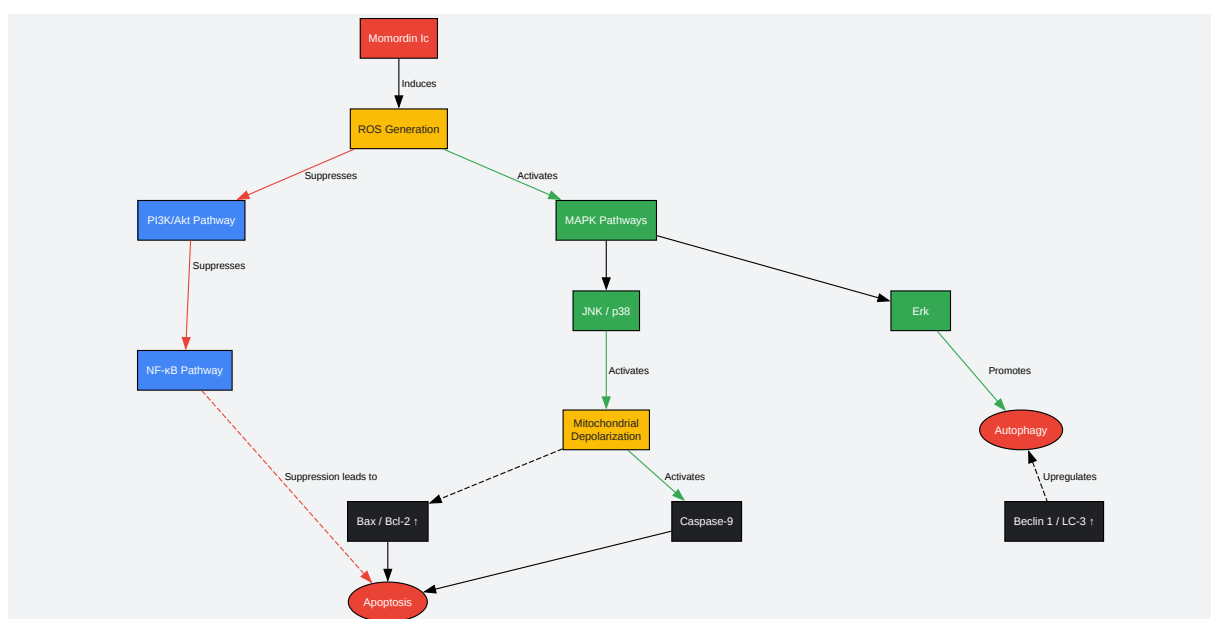 Momordin Ic
Induces
ROS Generation
Suppresses
Activates
PI3K/Akt Pathway
MAPK Pathways
Suppresses
JNK / p38
Erk
NF-κB Pathway
Activates
Promotes
Mitochondrial
Depolarization
Autophagy
Suppression leads to
Activates
Upregulates
Bax / Bcl-2 ↑
Caspase-9
Beclin 1 / LC-3 ↑
Apoptosis